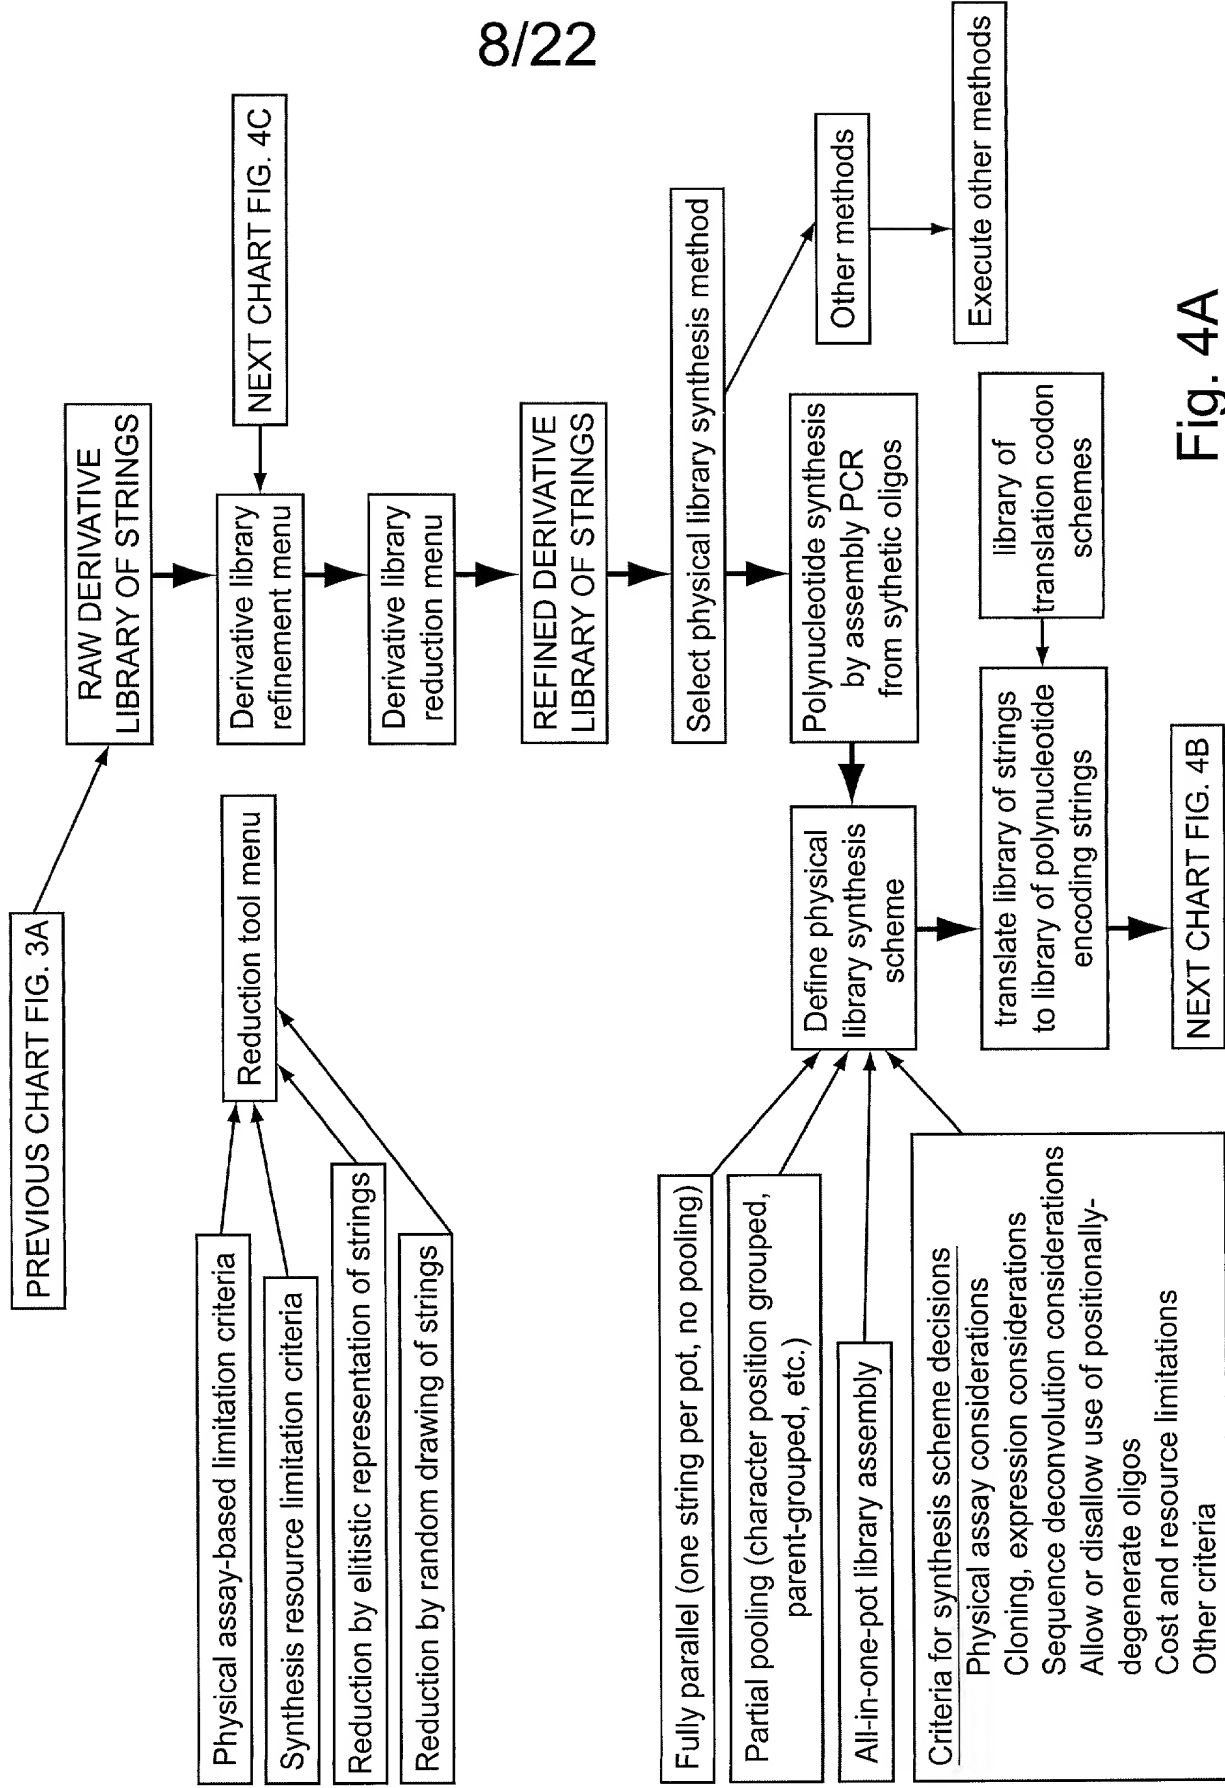 8/22
PREVIOUS CHART FIG. 3A
RAW DERIVATIVE
LIBRARY OF STRINGS
NEXT CHART FIG. 4C
Derivative library
refinement menu
Derivative library
reduction menu
REFINED DERIVATIVE
LIBRARY OF STRINGS
Select physical library synthesis method
Other methods
Execute other methods
Polynucleotide synthesis
by assembly PCR
from sythetic oligos
Physical assay-based limitation criteria
Synthesis resource limitation criteria
Reduction by elitistic representation of strings
Reduction by random drawing of strings
Reduction tool menu
Fully parallel (one string per pot, no pooling)
Partial pooling (character position grouped,
parent-grouped, etc.)
All-in-one-pot library assembly
Criteria for synthesis scheme decisions
Physical assay considerations
Cloning, expression considerations
Sequence deconvolution considerations
Allow or disallow use of positionally-
degenerate oligos
Cost and resource limitations
Other criteria
Define physical
library synthesis
scheme
library of
translation codon
schemes
translate library of strings
to library of polynucleotide
encoding strings
NEXT CHART FIG. 4B
Fig. 4A